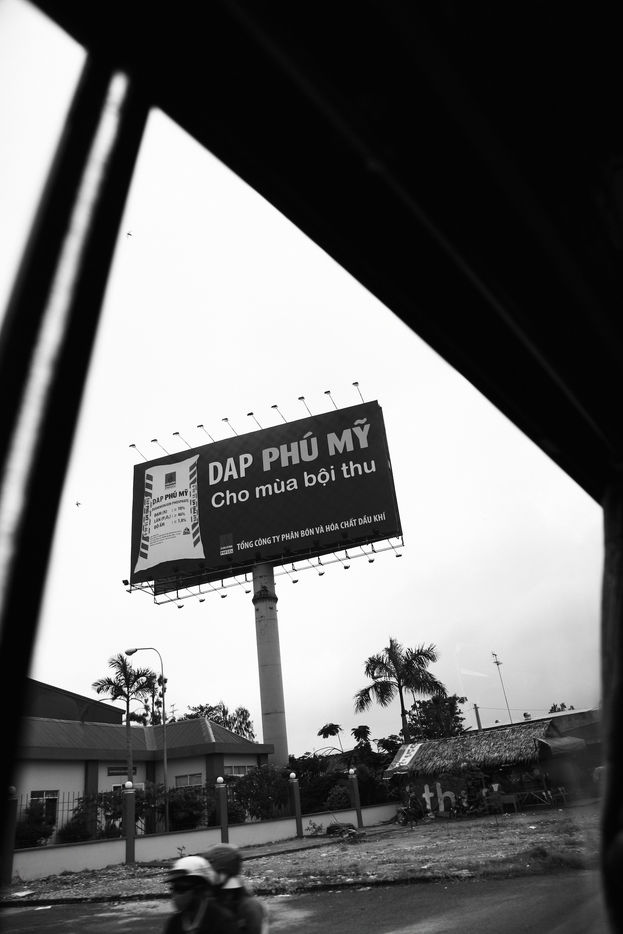 DAP PHÚ MỸ
Cho mùa bội thu
TỔNG CÔNG TY PHÂN BÓN VÀ HÓA CHẤT DẦU KHÍ
DAP PHÚ MỸ
th